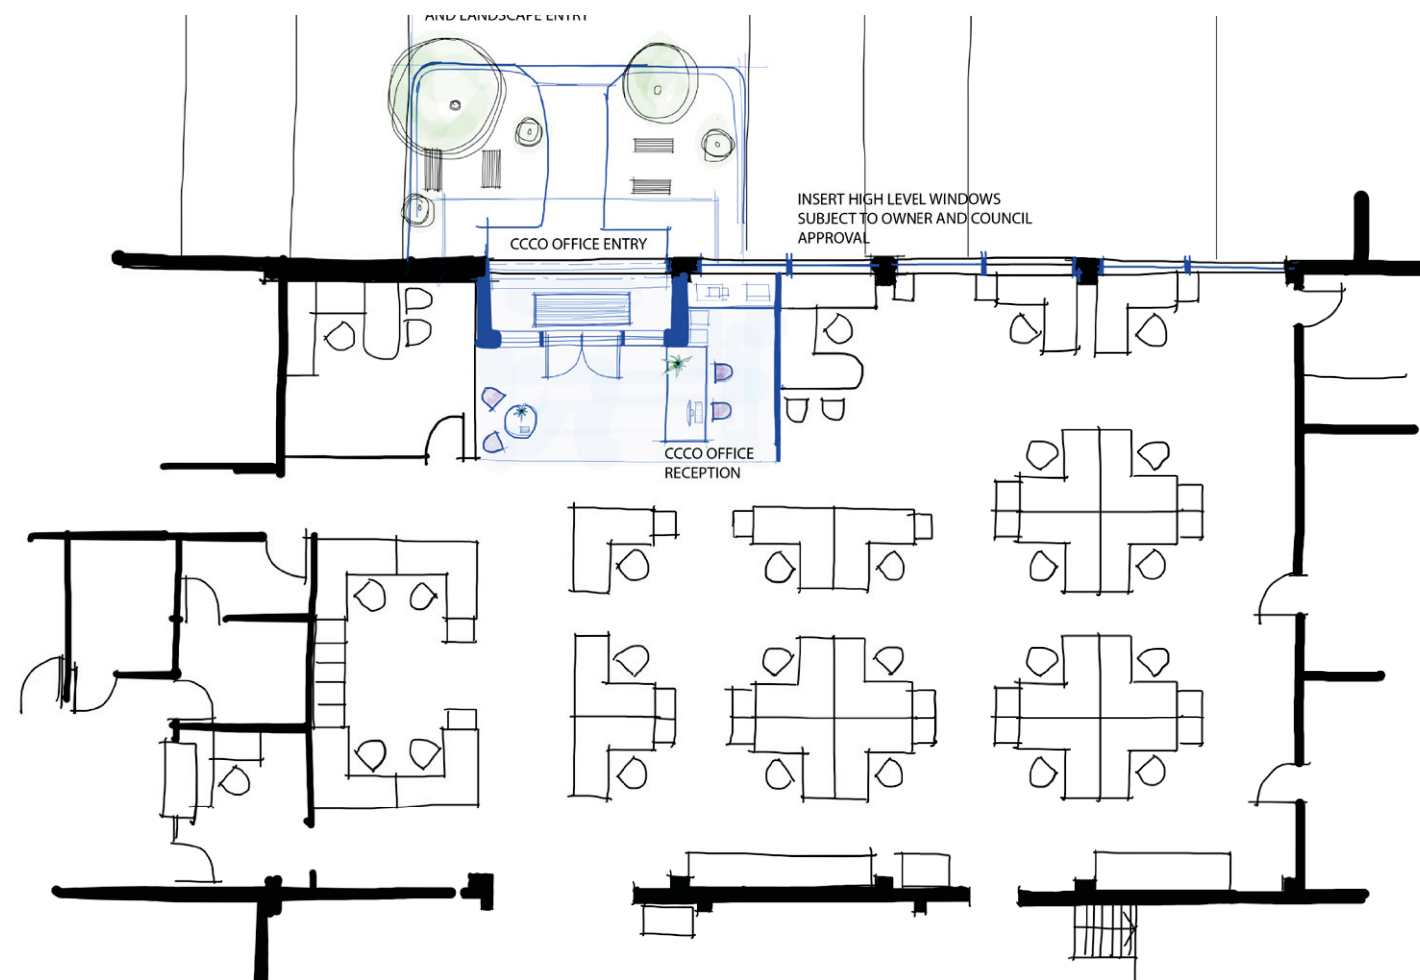 AND LANDSCAPE ENTRY
INSERT HIGH LEVEL WINDOWS
SUBJECT TO OWNER AND COUNCIL
APPROVAL
CCCO OFFICE ENTRY
CCCO OFFICE
RECEPTION